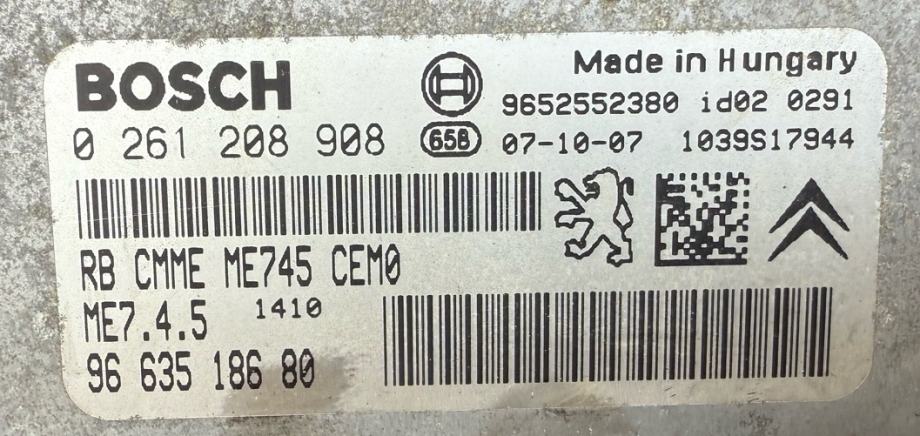 BOSCH
Made in Hungary
9652552380 id02 0291
0 261 208 908
658 07-10-07 1039S17944
RB CMME ME745 CEM0
ME7.4.5 1410
96 635 186 80